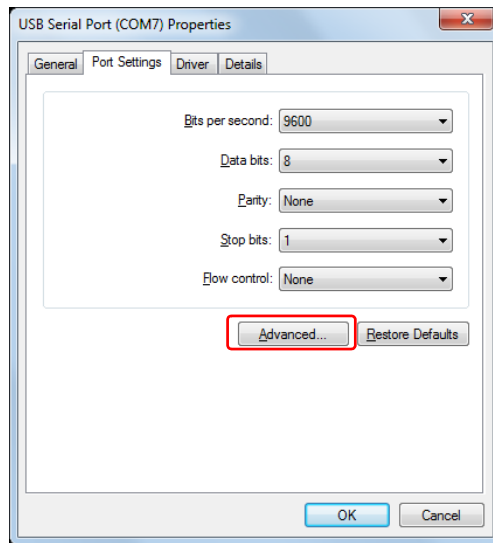 USB Serial Port (COM7) Properties
x
General Port Settings Driver Details
Bits per second: 9600
Data bits: 8
Parity: None
Stop bits: 1
Flow control: None
Advanced... Restore Defaults
OK Cancel